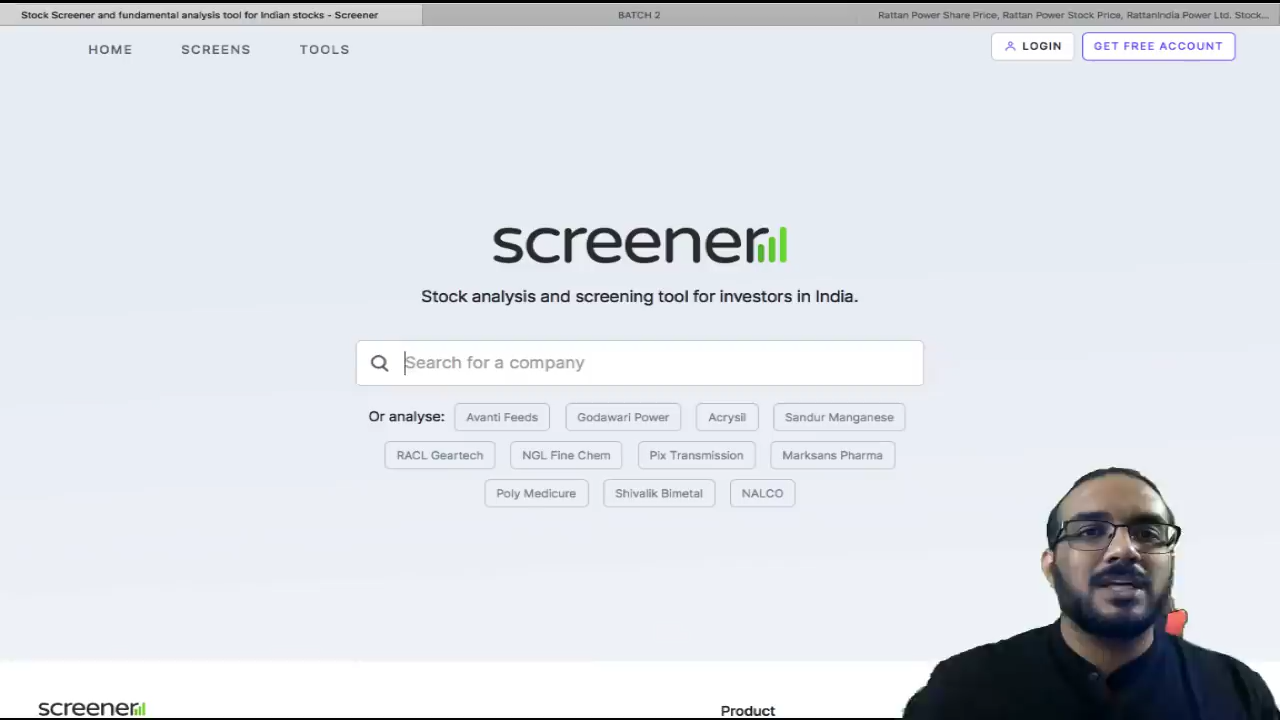 Stock Screener and fundamental analysis tool for Indian stocks - Screener
BATCH 2
Rattan Power Share Price, Rattan Power Stock Price, RattanIndia Power Ltd. Stock...
HOME SCREENS TOOLS
LOGIN GET FREE ACCOUNT
screener
Stock analysis and screening tool for investors in India.
Search for a company
Or analyse: Avanti Feeds Godawari Power Acrysil Sandur Manganese
RACL Geartech NGL Fine Chem Pix Transmission Marksans Pharma
Poly Medicure Shivalik Bimetal NALCO
screener
Product